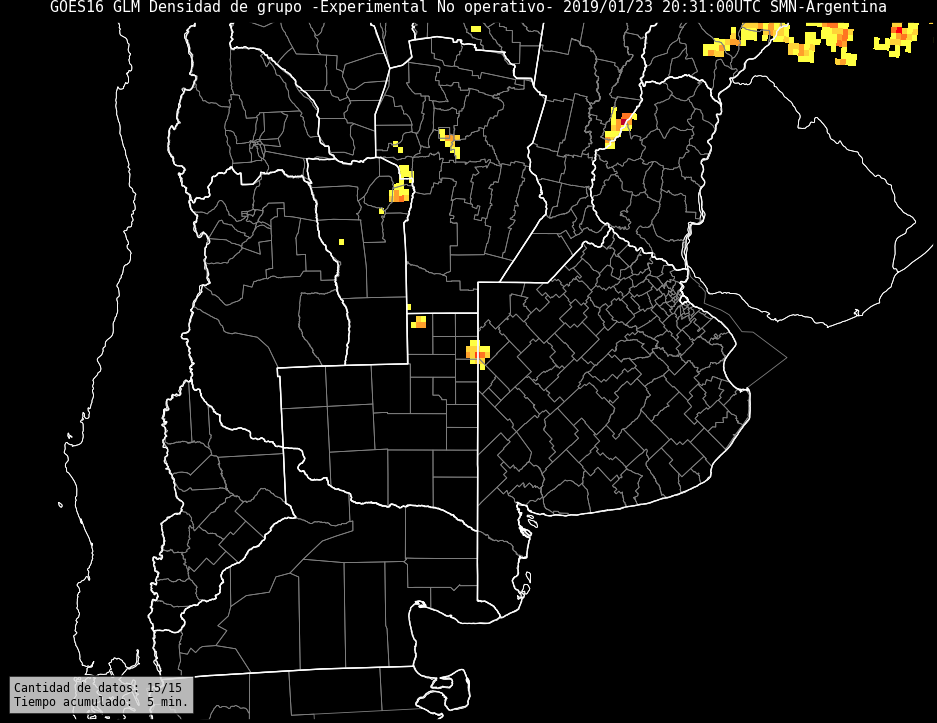 GOES16 GLM Densidad de grupo -Experimental No operativo- 2019/01/23 20:31:00UTC SMN-Argentina
Cantidad de datos: 15/15
Tiempo acumulado:  5 min.